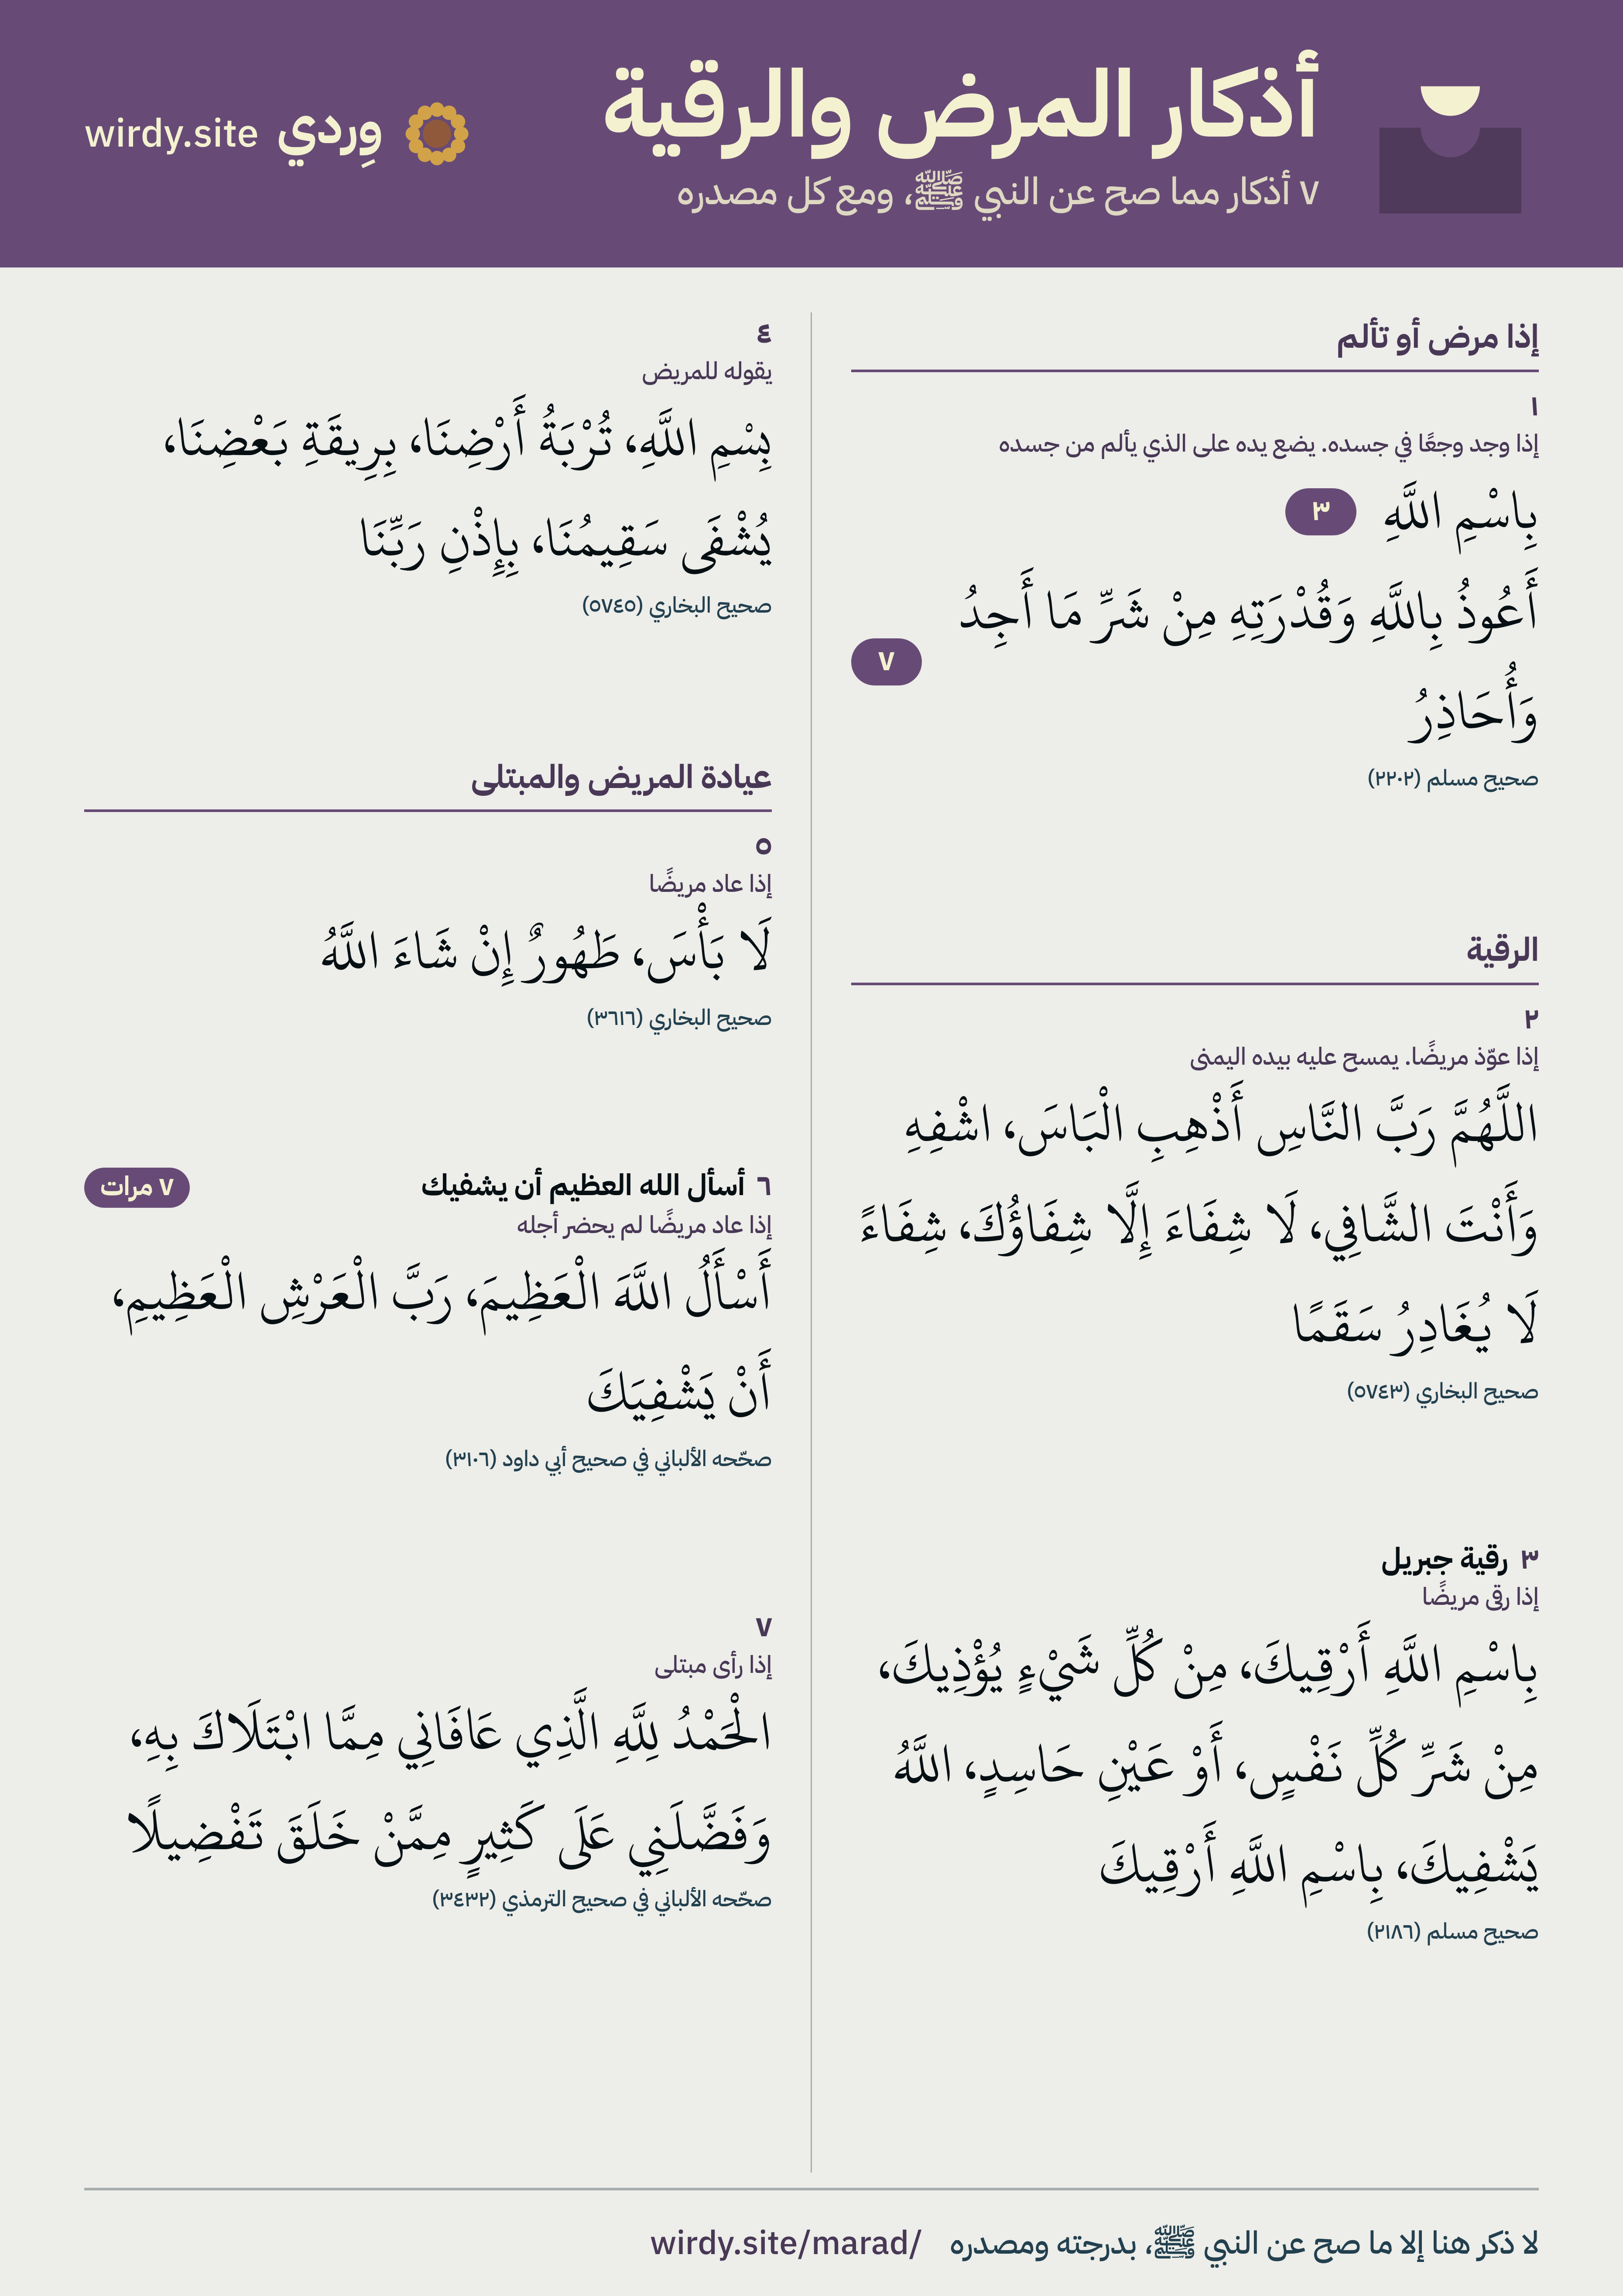 أذكار المرض والرقية
٧ أذكار مما صح عن النبي ﷺ، ومع كل مصدره
وِردي wirdy.site
إذا مرض أو تألم
١
إذا وجد وجعًا في جسده. يضع يده على الذي يألم من جسده
بِاسْمِ اللَّهِ ٣
أَعُوذُ بِاللَّهِ وَقُدْرَتِهِ مِنْ شَرِّ مَا أَجِدُ
٧
وَأُحَاذِرُ
صحيح مسلم (٢٢٠٢)
الرقية
٢
إذا عوّذ مريضًا. يمسح عليه بيده اليمنى
اللَّهُمَّ رَبَّ النَّاسِ أَذْهِبِ الْبَاسَ، اشْفِهِ
وَأَنْتَ الشَّافِي، لَا شِفَاءَ إِلَّا شِفَاؤُكَ، شِفَاءً
لَا يُغَادِرُ سَقَمًا
صحيح البخاري (٥٧٤٣)
٣ رقية جبريل
إذا رقى مريضًا
بِاسْمِ اللَّهِ أَرْقِيكَ، مِنْ كُلِّ شَيْءٍ يُؤْذِيكَ،
مِنْ شَرِّ كُلِّ نَفْسٍ، أَوْ عَيْنِ حَاسِدٍ، اللَّهُ
يَشْفِيكَ، بِاسْمِ اللَّهِ أَرْقِيكَ
صحيح مسلم (٢١٨٦)
٤
يقوله للمريض
بِسْمِ اللَّهِ، تُرْبَةُ أَرْضِنَا، بِرِيقَةِ بَعْضِنَا،
يُشْفَى سَقِيمُنَا، بِإِذْنِ رَبِّنَا
صحيح البخاري (٥٧٤٥)
عيادة المريض والمبتلى
٥
إذا عاد مريضًا
لَا بَأْسَ، طَهُورٌ إِنْ شَاءَ اللَّهُ
صحيح البخاري (٣٦١٦)
٦ أسأل الله العظيم أن يشفيك ٧ مرات
إذا عاد مريضًا لم يحضر أجله
أَسْأَلُ اللَّهَ الْعَظِيمَ، رَبَّ الْعَرْشِ الْعَظِيمِ،
أَنْ يَشْفِيَكَ
صحّحه الألباني في صحيح أبي داود (٣١٠٦)
٧
إذا رأى مبتلى
الْحَمْدُ لِلَّهِ الَّذِي عَافَانِي مِمَّا ابْتَلَاكَ بِهِ،
وَفَضَّلَنِي عَلَى كَثِيرٍ مِمَّنْ خَلَقَ تَفْضِيلًا
صحّحه الألباني في صحيح الترمذي (٣٤٣٢)
لا ذكر هنا إلا ما صح عن النبي ﷺ، بدرجته ومصدره wirdy.site/marad/